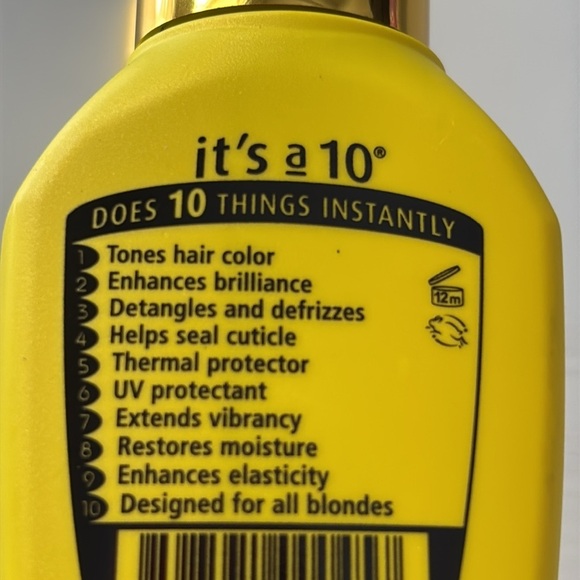 it's a 10®
DOES 10 THINGS INSTANTLY
1 Tones hair color
2 Enhances brilliance
3 Detangles and defrizzes
4 Helps seal cuticle
5 Thermal protector
6 UV protectant
7 Extends vibrancy
8 Restores moisture
9 Enhances elasticity
10 Designed for all blondes
12m